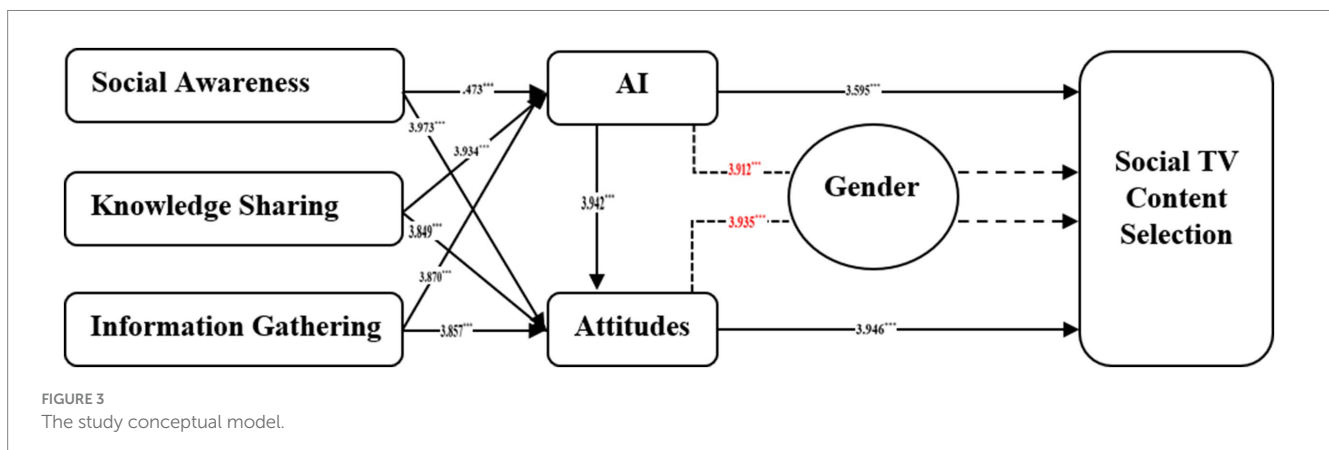 Social Awareness
Knowledge Sharing
Information Gathering
.473***
3.973***
3.934***
3.849***
3.870***
3.857***
AI
3.942***
Attitudes
3.595***
3.912***
3.935***
Gender
3.946***
Social TV
Content
Selection
FIGURE 3
The study conceptual model.